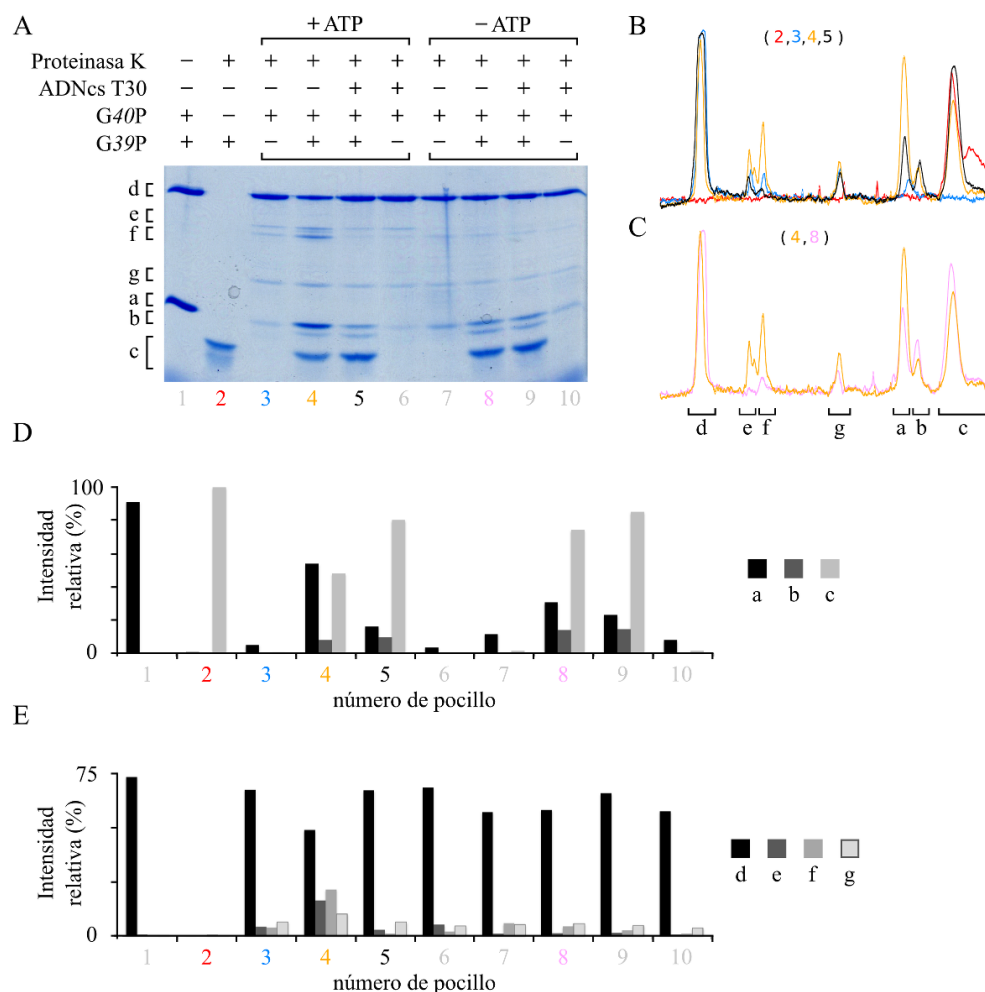 A
+ ATP
− ATP
Proteinasa K − + + + + + + + + +
ADNcs T30 − − − − + + − − + +
G40P + − + + + + + + + +
G39P + + − + + − − + + −
d
e
f
g
a
b
c
1 2 3 4 5 6 7 8 9 10
B
( 2,3,4,5 )
C
( 4,8 )
d e f g a b c
D
Intensidad
relativa (%)
100
0
1 2 3 4 5 6 7 8 9 10
número de pocillo
a b c
E
Intensidad
relativa (%)
75
0
1 2 3 4 5 6 7 8 9 10
número de pocillo
d e f g